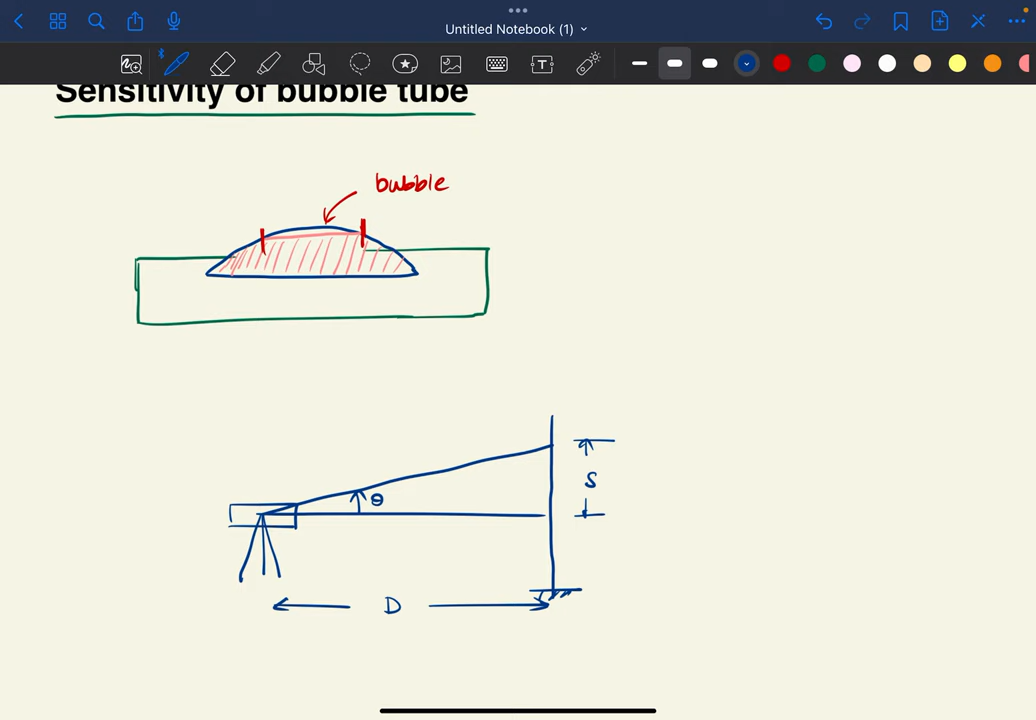 Untitled Notebook (1)
Sensitivity of bubble tube
bubble
θ
S
D